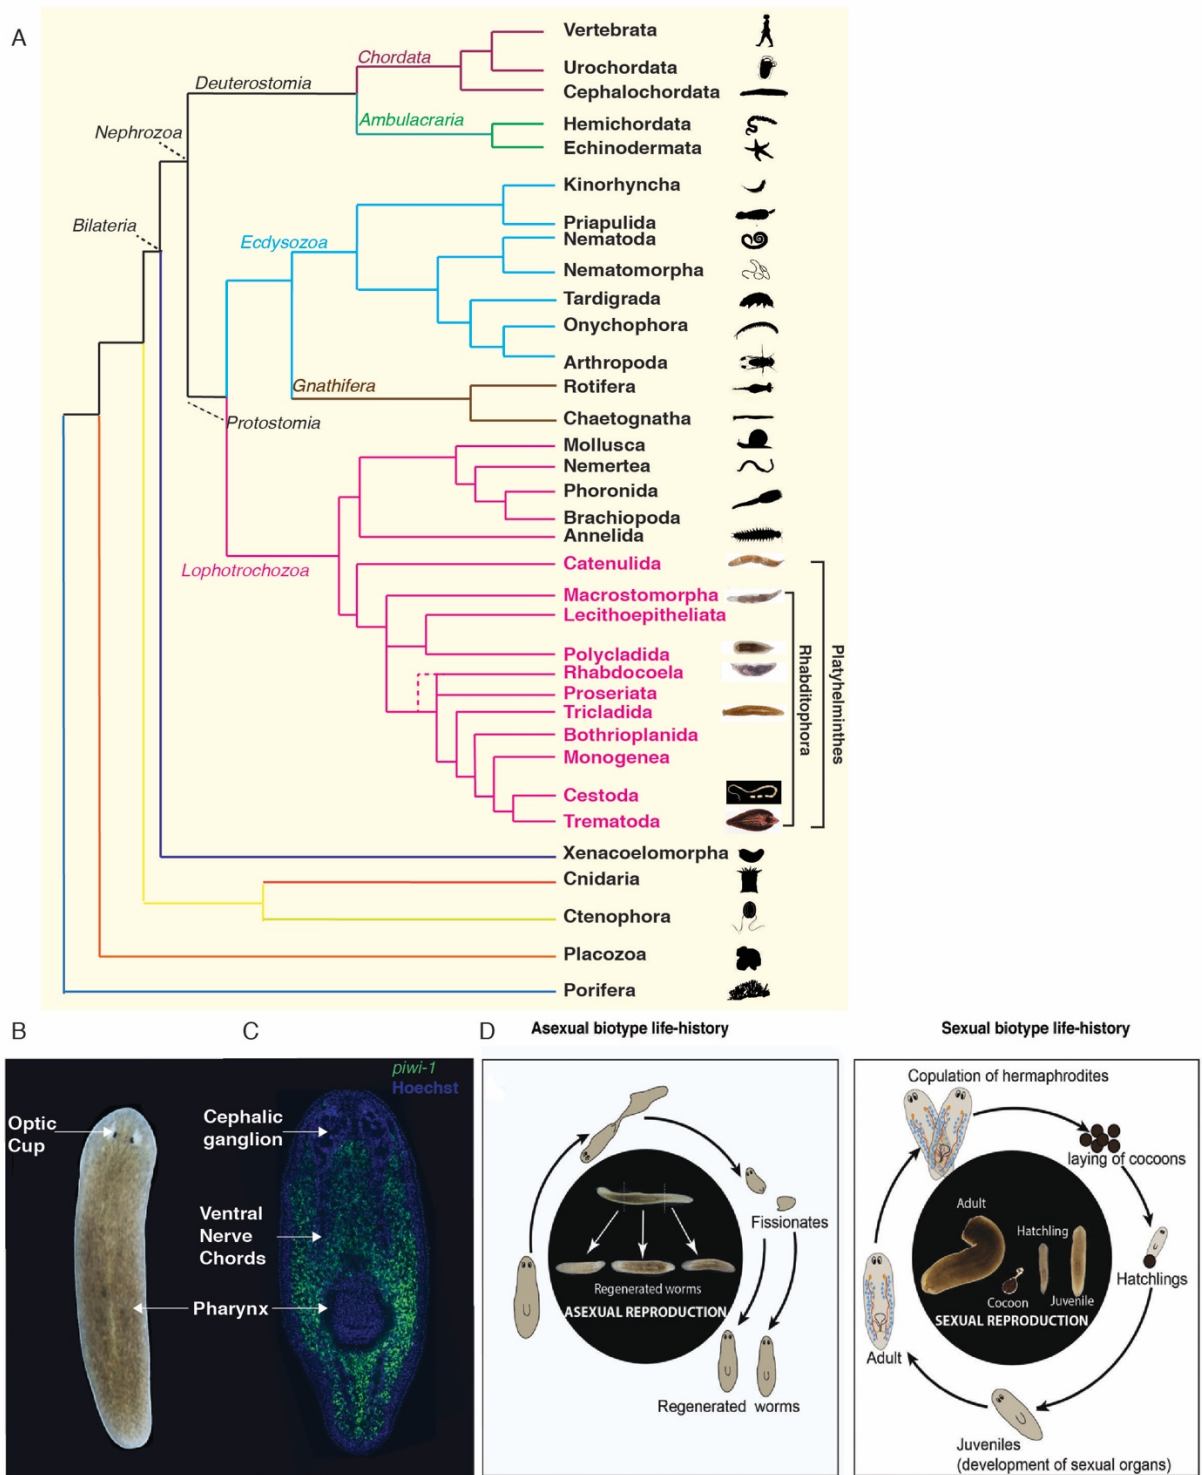 A
Vertebrata
Chordata
Urochordata
Deuterostomia
Cephalochordata
Ambulacraria
Hemichordata
Nephrozoa
Echinodermata
Kinorhyncha
Bilateria
Priapulida
Ecdysozoa
Nematoda
Nematomorpha
Tardigrada
Onychophora
Arthropoda
Gnathifera
Rotifera
Chaetognatha
Protostomia
Mollusca
Nemertea
Phoronida
Brachiopoda
Annelida
Lophotrochozoa
Catenulida
Macrostomorpha
Lecithoepitheliata
Polycladida
Rhabdocoela
Proseriata
Tricladida
Bothrioplanida
Monogenea
Cestoda
Trematoda
Rhabditophora
Platyhelminthes
Xenacoelomorpha
Cnidaria
Ctenophora
Placozoa
Porifera
B
Optic
Cup
C
piwi-1
Hoechst
Cephalic
ganglion
Ventral
Nerve
Chords
Pharynx
D
Asexual biotype life-history
Fissionates
Regenerated worms
ASEXUAL REPRODUCTION
Regenerated worms
Sexual biotype life-history
Copulation of hermaphrodites
laying of cocoons
Adult
Hatchling
Cocoon
Juvenile
SEXUAL REPRODUCTION
Hatchlings
Adult
Juveniles
(development of sexual organs)